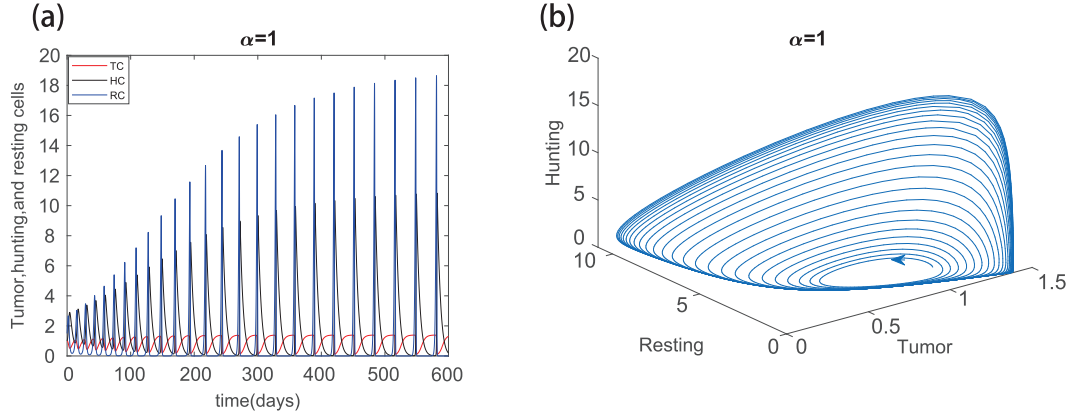 (a)
α=1
20
18
16
14
12
10
8
6
4
2
0
TC
HC
RC
Tumor,hunting,and resting cells
0 100 200 300 400 500 600
time(days)
(b)
α=1
20
15
10
5
0
Hunting
10
5
0
Resting
0
0.5
1
1.5
Tumor